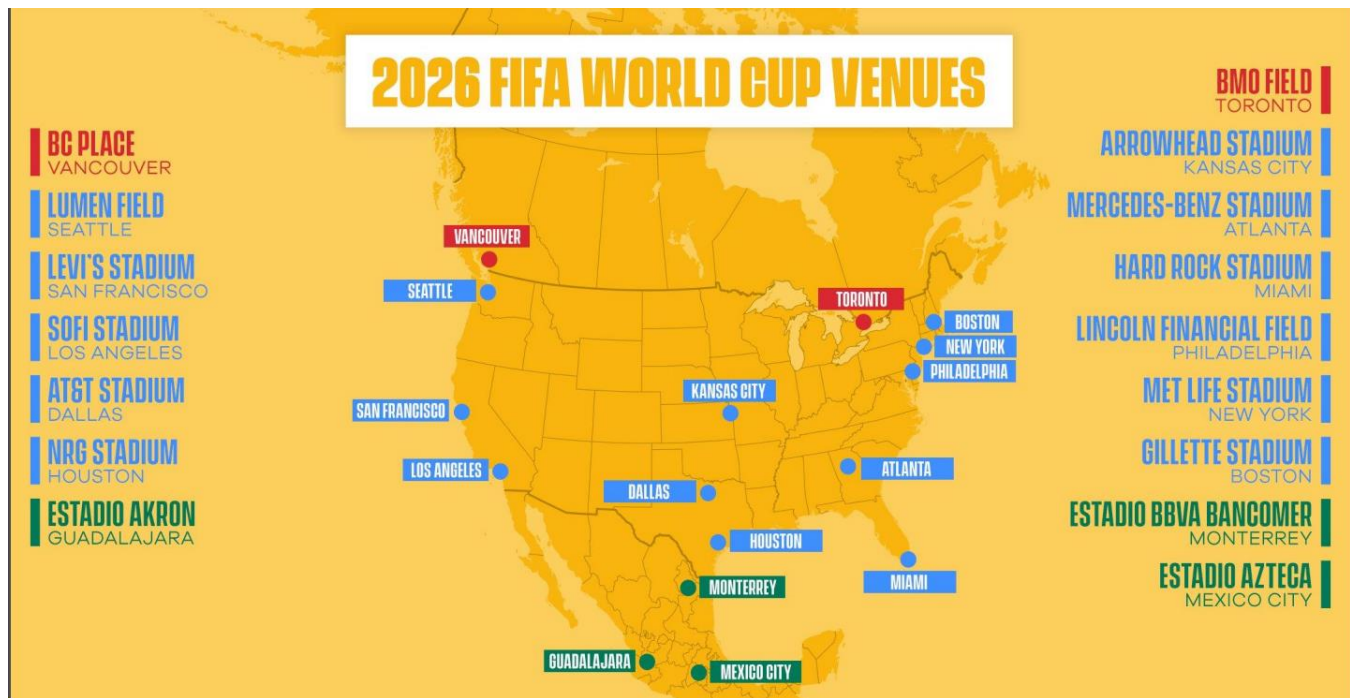 2026 FIFA WORLD CUP VENUES
BC PLACE
VANCOUVER
LUMEN FIELD
SEATTLE
LEVI'S STADIUM
SAN FRANCISCO
SOFI STADIUM
LOS ANGELES
AT&T STADIUM
DALLAS
NRG STADIUM
HOUSTON
ESTADIO AKRON
GUADALAJARA
VANCOUVER
SEATTLE
TORONTO
BOSTON
NEW YORK
PHILADELPHIA
KANSAS CITY
SAN FRANCISCO
LOS ANGELES
ATLANTA
DALLAS
HOUSTON
MIAMI
MONTERREY
GUADALAJARA
MEXICO CITY
BMO FIELD
TORONTO
ARROWHEAD STADIUM
KANSAS CITY
MERCEDES-BENZ STADIUM
ATLANTA
HARD ROCK STADIUM
MIAMI
LINCOLN FINANCIAL FIELD
PHILADELPHIA
MET LIFE STADIUM
NEW YORK
GILLETTE STADIUM
BOSTON
ESTADIO BBVA BANCOMER
MONTERREY
ESTADIO AZTECA
MEXICO CITY